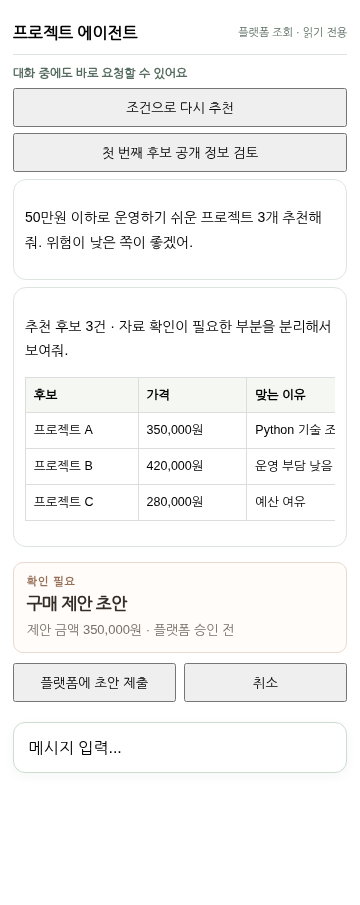 프로젝트 에이전트
플랫폼 조회 · 읽기 전용
대화 중에도 바로 요청할 수 있어요
조건으로 다시 추천
첫 번째 후보 공개 정보 검토
50만원 이하로 운영하기 쉬운 프로젝트 3개 추천해
줘. 위험이 낮은 쪽이 좋겠어.
추천 후보 3건 · 자료 확인이 필요한 부분을 분리해서
보여줘.
후보 가격 맞는 이유
프로젝트 A 350,000원 Python 기술 조
프로젝트 B 420,000원 운영 부담 낮음
프로젝트 C 280,000원 예산 여유
확인 필요
구매 제안 초안
제안 금액 350,000원 · 플랫폼 승인 전
플랫폼에 초안 제출
취소
메시지 입력...